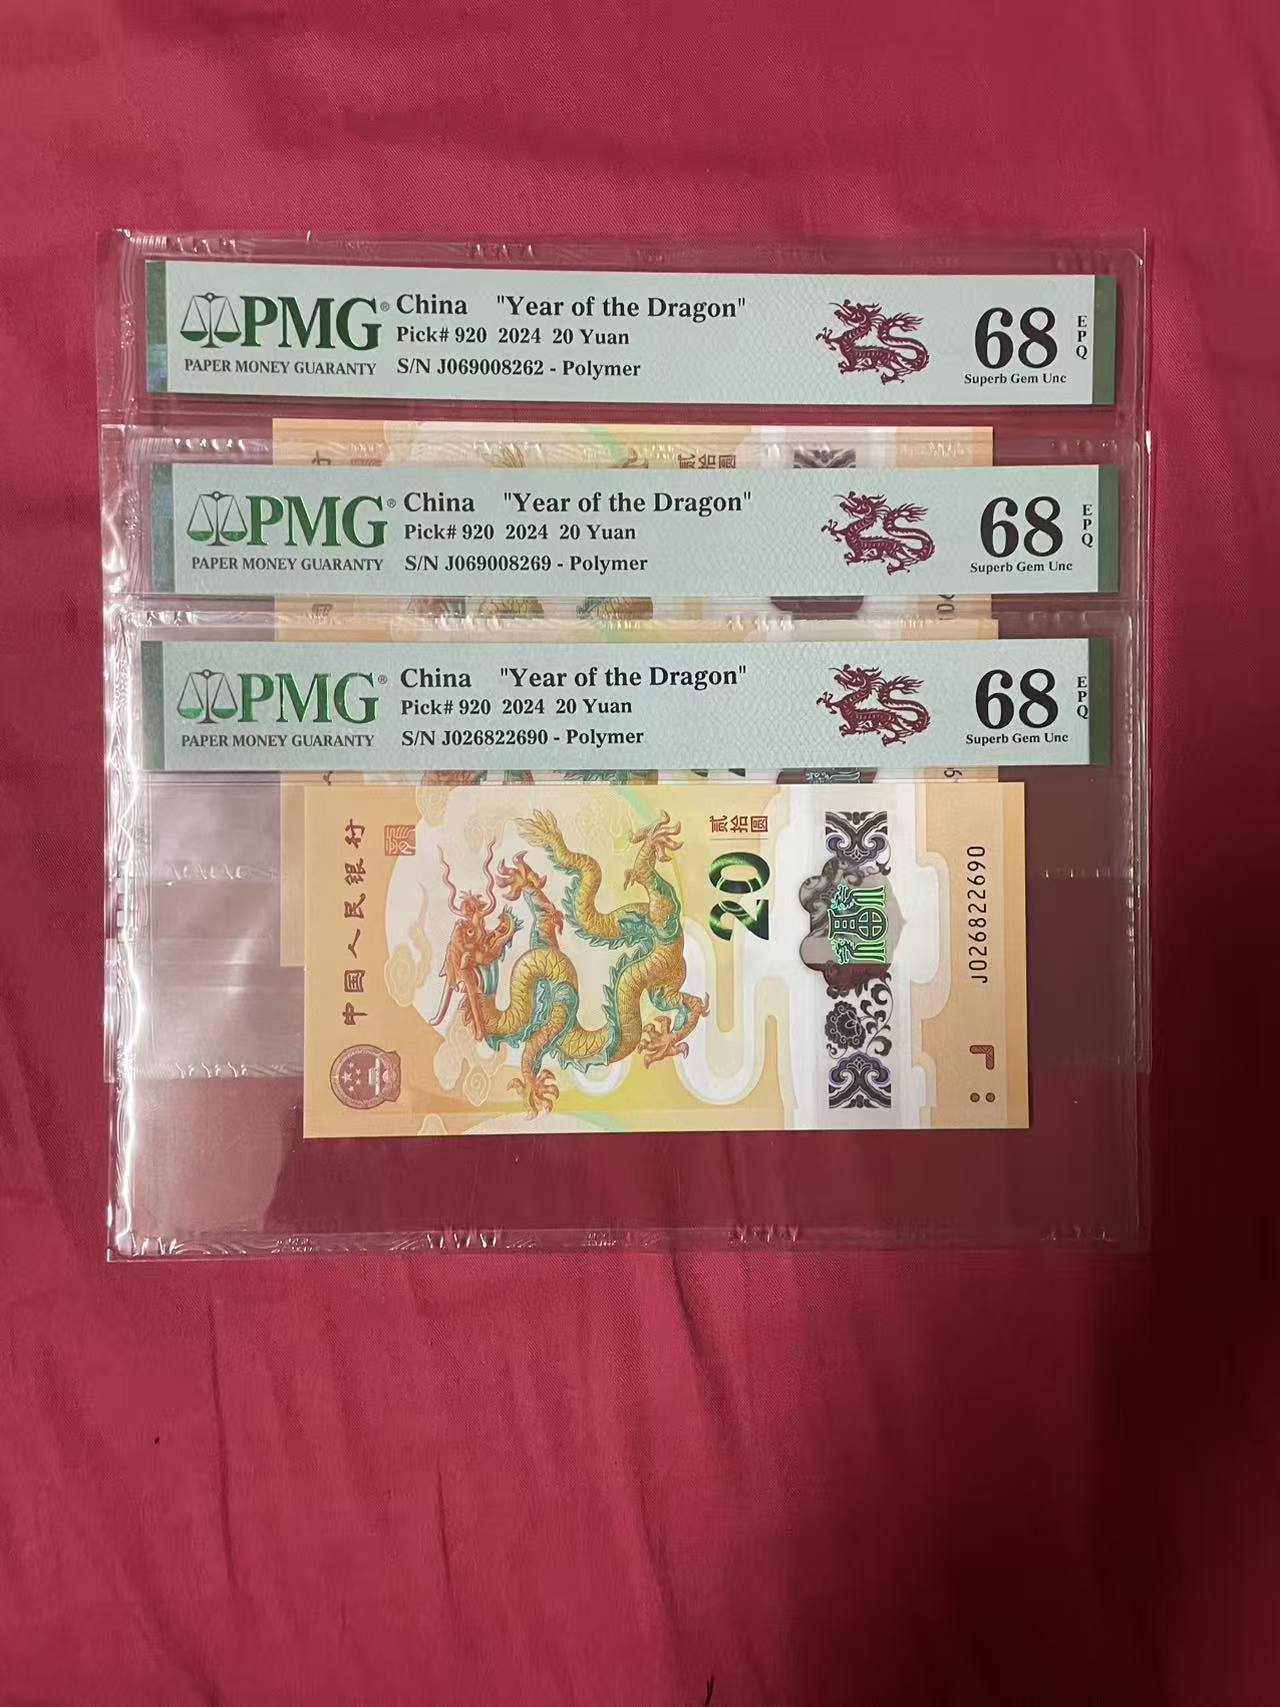 PMG® China "Year of the Dragon"
Pick# 920 2024 20 Yuan
PAPER MONEY GUARANTY S/N J069008262 - Polymer
68 EPQ
Superb Gem Unc
贰拾圆
PMG® China "Year of the Dragon"
Pick# 920 2024 20 Yuan
PAPER MONEY GUARANTY S/N J069008269 - Polymer
68 EPQ
Superb Gem Unc
PMG® China "Year of the Dragon"
Pick# 920 2024 20 Yuan
PAPER MONEY GUARANTY S/N J026822690 - Polymer
68 EPQ
Superb Gem Unc
中国人民银行
贰拾圆
20
J026822690